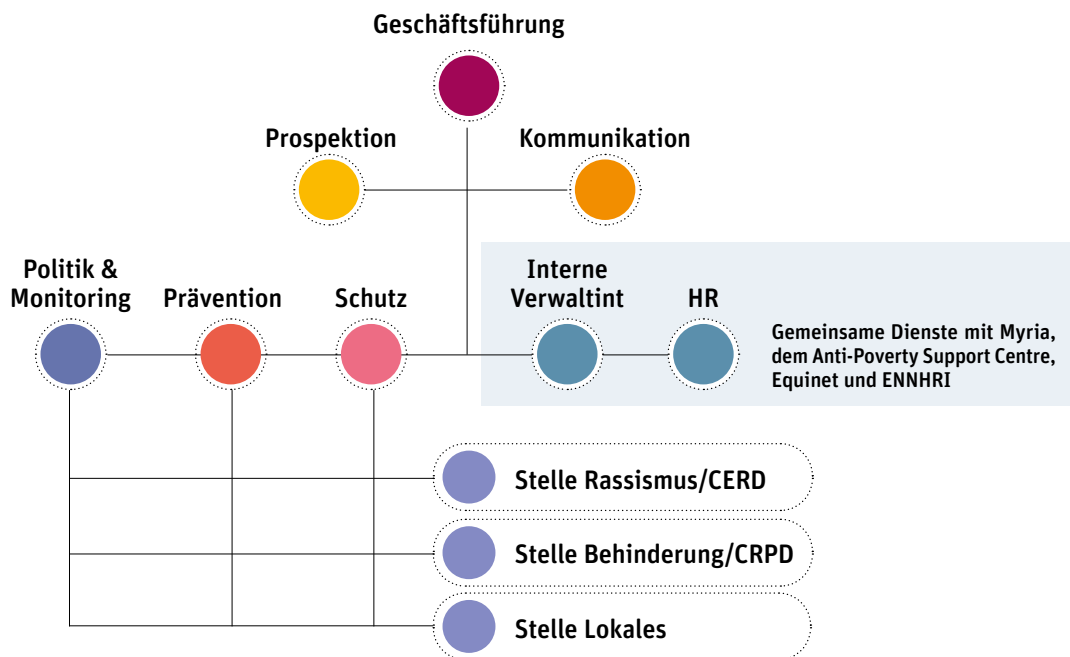 Geschäftsführung
Prospektion
Kommunikation
Politik &
Monitoring
Prävention
Schutz
Interne
Verwaltint
HR
Gemeinsame Dienste mit Myria,
dem Anti-Poverty Support Centre,
Equinet und ENNHRI
Stelle Rassismus/CERD
Stelle Behinderung/CRPD
Stelle Lokales